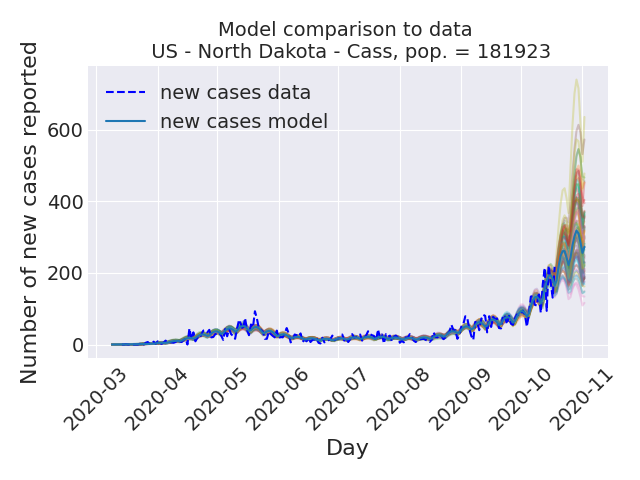 Model comparison to data
US - North Dakota - Cass, pop. = 181923
Number of new cases reported
new cases data
new cases model
600
400
200
0
2020-03
2020-04
2020-05
2020-06
2020-07
2020-08
2020-09
2020-10
2020-11
Day